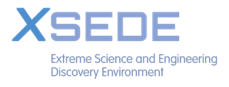 XSEDE
Extreme Science and Engineering
Discovery Environment